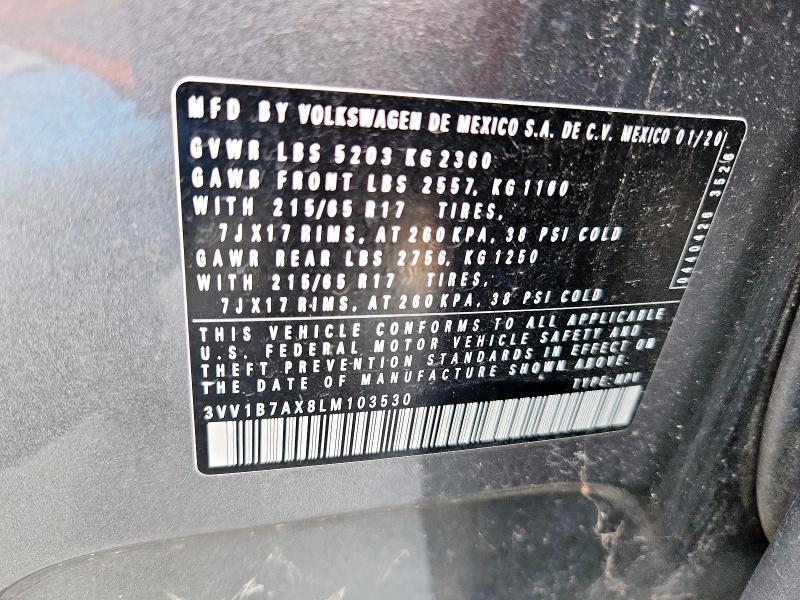 MFD BY VOLKSWAGEN DE MEXICO S.A. DE C.V. MEXICO 01/20
GVWR LBS 5203 KG 2360
GAWR FRONT LBS 2557, KG 1160
WITH 215/65 R17 TIRES,
7JX17 RIMS, AT 260 KPA, 38 PSI COLD
GAWR REAR LBS 2756, KG 1250
WITH 215/65 R17 TIRES,
7JX17 RIMS, AT 260 KPA, 38 PSI COLD
THIS VEHICLE CONFORMS TO ALL APPLICABLE
U.S. FEDERAL MOTOR VEHICLE SAFETY AND
THEFT PREVENTION STANDARDS IN EFFECT ON
THE DATE OF MANUFACTURE SHOWN ABOVE.
TYPE: MPV
3VV1B7AX8LM103530
3526